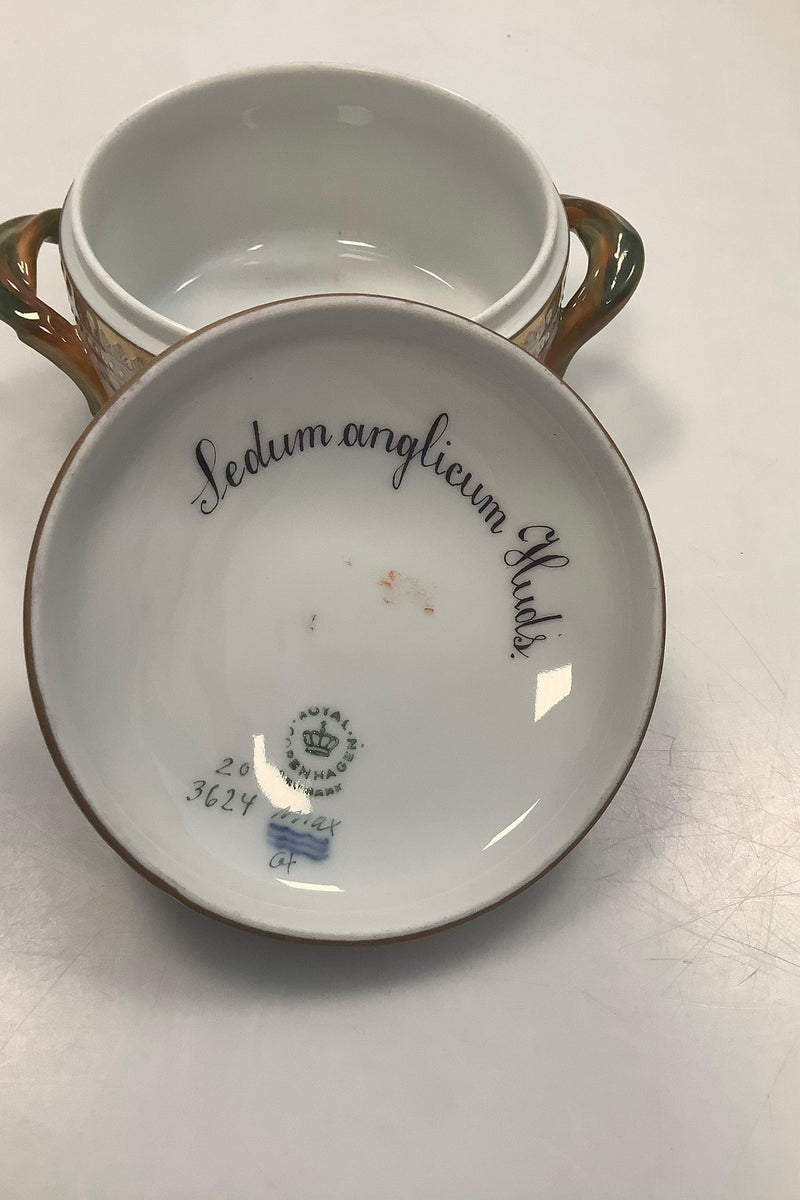 Sedum anglicum Huds.
ROYAL
COPENHAGEN
DENMARK
20
3624 max